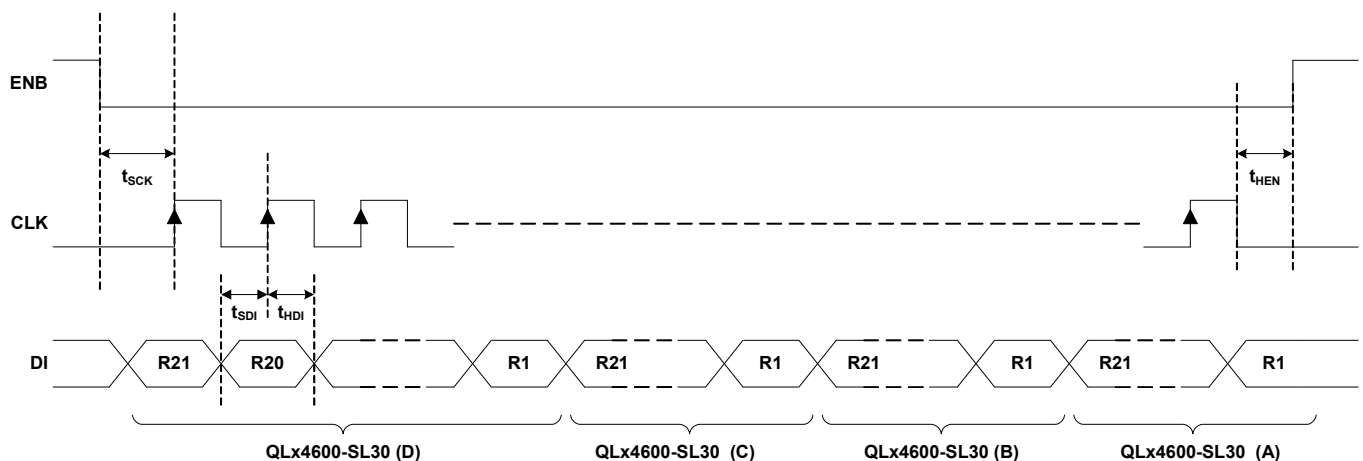 ENB
tSCK
tHEN
CLK
tSDI tHDI
DI R21 R20 R1 R21 R1 R21 R1 R21 R1
QLx4600-SL30 (D) QLx4600-SL30 (C) QLx4600-SL30 (B) QLx4600-SL30 (A)